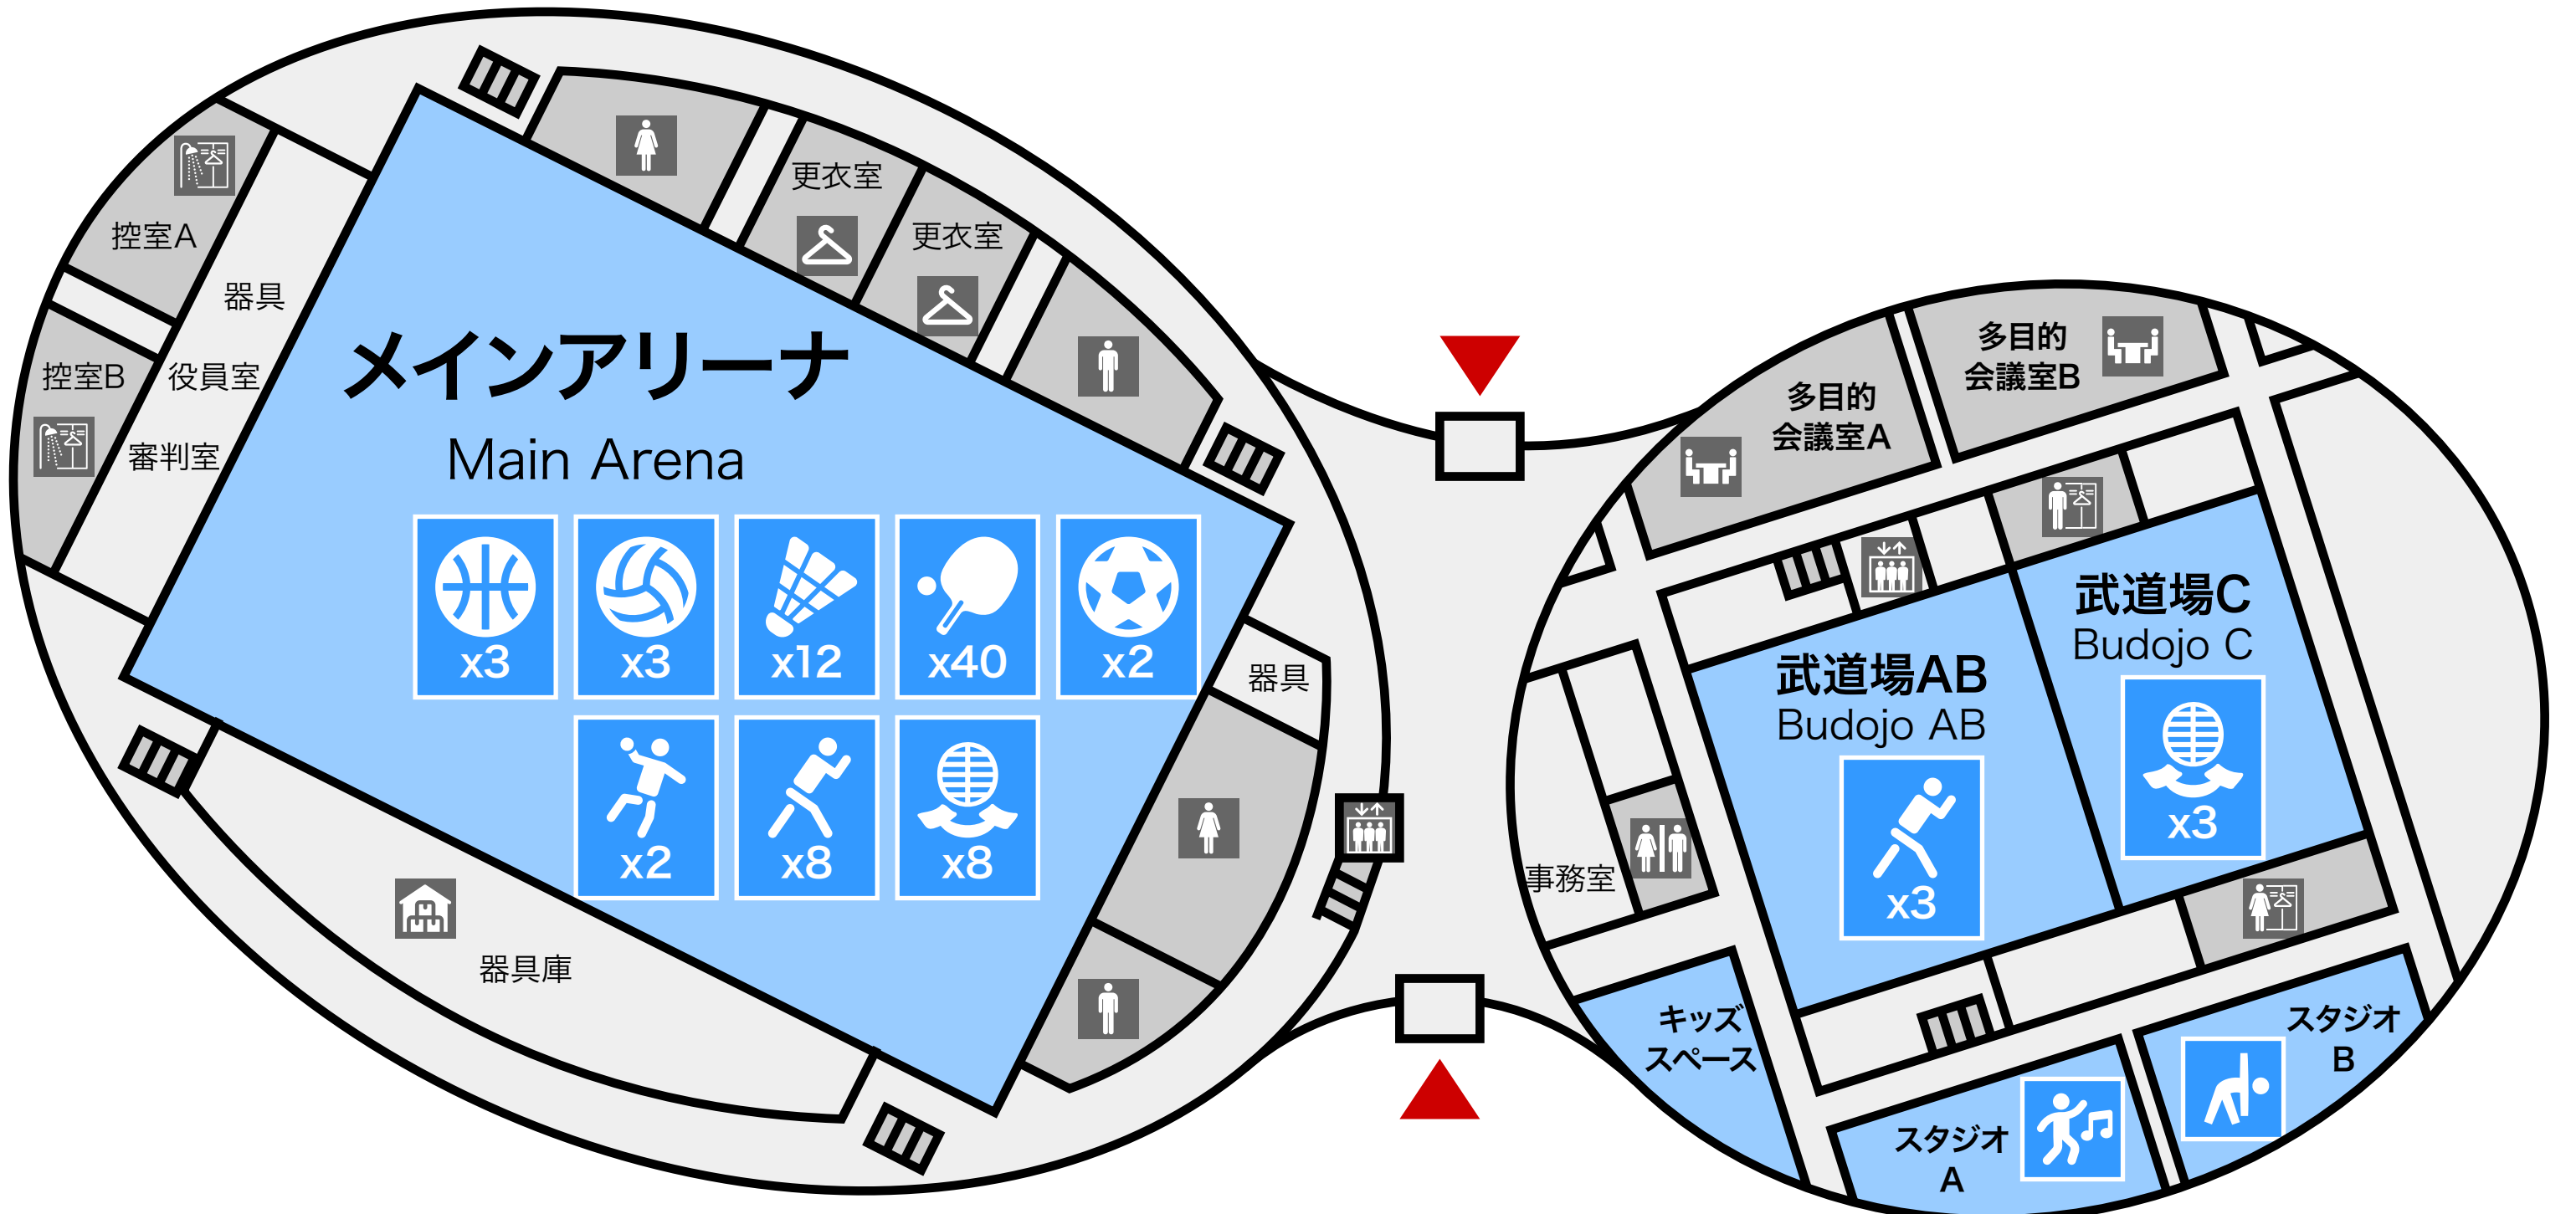 更衣室
更衣室
控室A
器具
控室B
役員室
審判室
メインアリーナ
Main Arena
x3
x3
x12
x40
x2
x2
x8
x8
器具
器具庫
多目的
会議室B
多目的
会議室A
武道場C
Budojo C
x3
武道場AB
Budojo AB
x3
事務室
キッズ
スペース
スタジオ
B
スタジオ
A